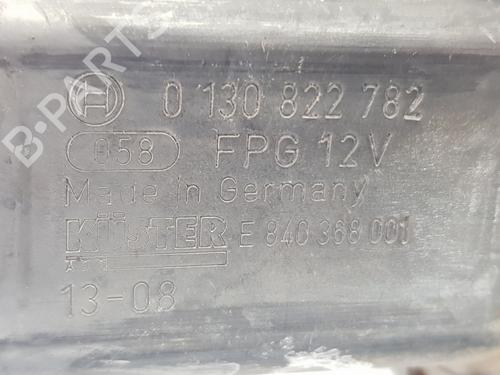 B-PARTS
0 130 822 782
058 FPG 12V
Made in Germany
KÜSTER E 840 368 001
13-08